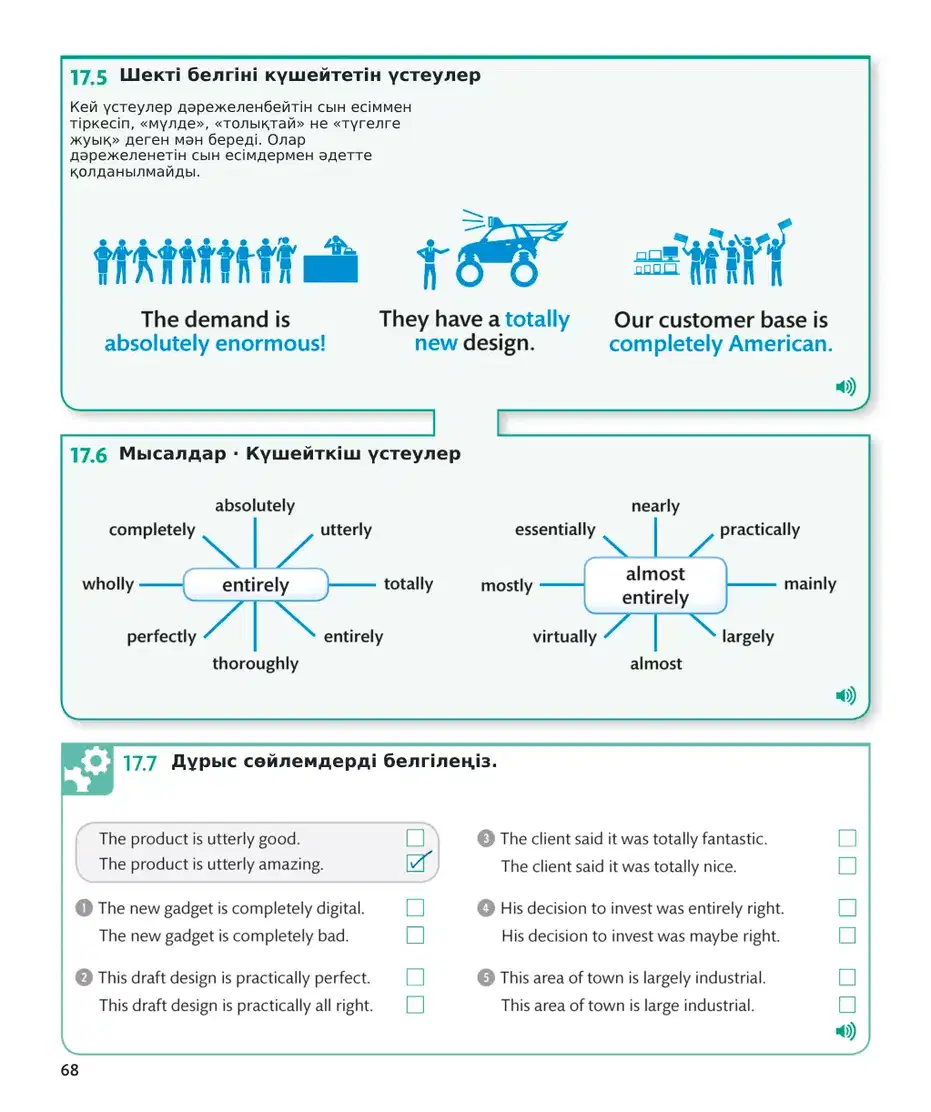 17.5 Шекті белгіні күшейтетін үстеулер
Кей үстеулер дәрежеленбейтін сын есіммен
тіркесіп, «мүлде», «толықтай» не «түгелге
жуық» деген мән береді. Олар
дәрежеленетін сын есімдермен әдетте
қолданылмайды.
The demand is
absolutely enormous!
They have a totally
new design.
Our customer base is
completely American.
17.6 Мысалдар · Күшейткіш үстеулер
absolutely
completely
utterly
wholly
entirely
totally
perfectly
entirely
thoroughly
nearly
essentially
practically
mostly
almost
entirely
mainly
virtually
largely
almost
17.7 Дұрыс сөйлемдерді белгілеңіз.
The product is utterly good.
The product is utterly amazing.
1 The new gadget is completely digital.
The new gadget is completely bad.
2 This draft design is practically perfect.
This draft design is practically all right.
3 The client said it was totally fantastic.
The client said it was totally nice.
4 His decision to invest was entirely right.
His decision to invest was maybe right.
5 This area of town is largely industrial.
This area of town is large industrial.
68